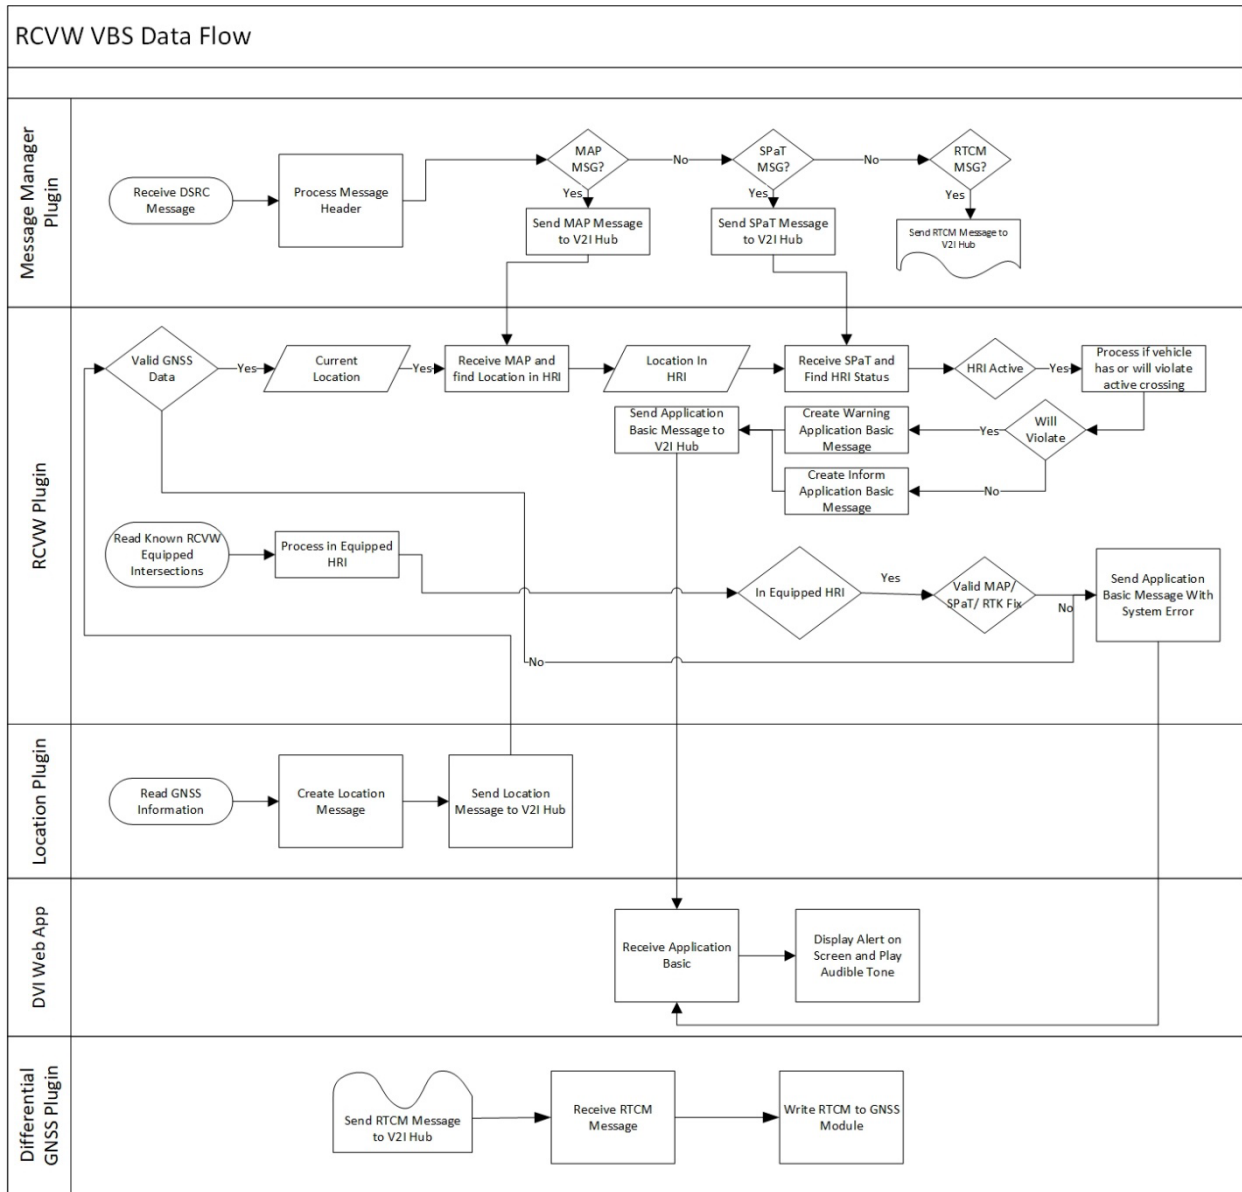 RCVW VBS Data Flow
Message Manager
Plugin
MAP
MSG?
No
SPaT
MSG?
No
RTCM
MSG?
Receive DSRC
Message
Process Message
Header
Yes
Yes
Yes
Send MAP Message
to V2I Hub
Send SPaT Message
to V2I Hub
Send RTCM Message to
V2I Hub
RCVW Plugin
Valid GNSS
Data
Yes
Current
Location
Yes
Receive MAP and
find Location in HRI
Location In
HRI
Receive SPaT and
Find HRI Status
HRI Active
Yes
Process if vehicle
has or will violate
active crossing
Send Application
Basic Message to
V2I Hub
Create Warning
Application Basic
Message
Yes
Will
Violate
Create Inform
Application Basic
Message
No
Read Known RCVW
Equipped
Intersections
Process in Equipped
HRI
In Equipped HRI
Yes
Valid MAP/
SPaT/ RTK Fix
No
Send Application
Basic Message With
System Error
No
Location Plugin
Read GNSS
Information
Create Location
Message
Send Location
Message to V2I Hub
DVI Web App
Receive Application
Basic
Display Alert on
Screen and Play
Audible Tone
Differential
GNSS Plugin
Send RTCM Message
to V2I Hub
Receive RTCM
Message
Write RTCM to GNSS
Module